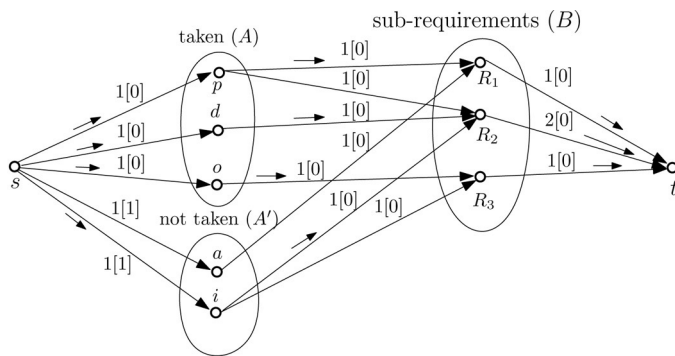 sub-requirements (B)
taken (A)
1[0]
1[0]
p
R₁
1[0]
1[0]
d
1[0]
2[0]
1[0]
R₂
1[0]
1[0]
o
1[0]
1[0]
s
t
R₃
1[1]
not taken (A′)
1[0]
1[0]
a
1[1]
i